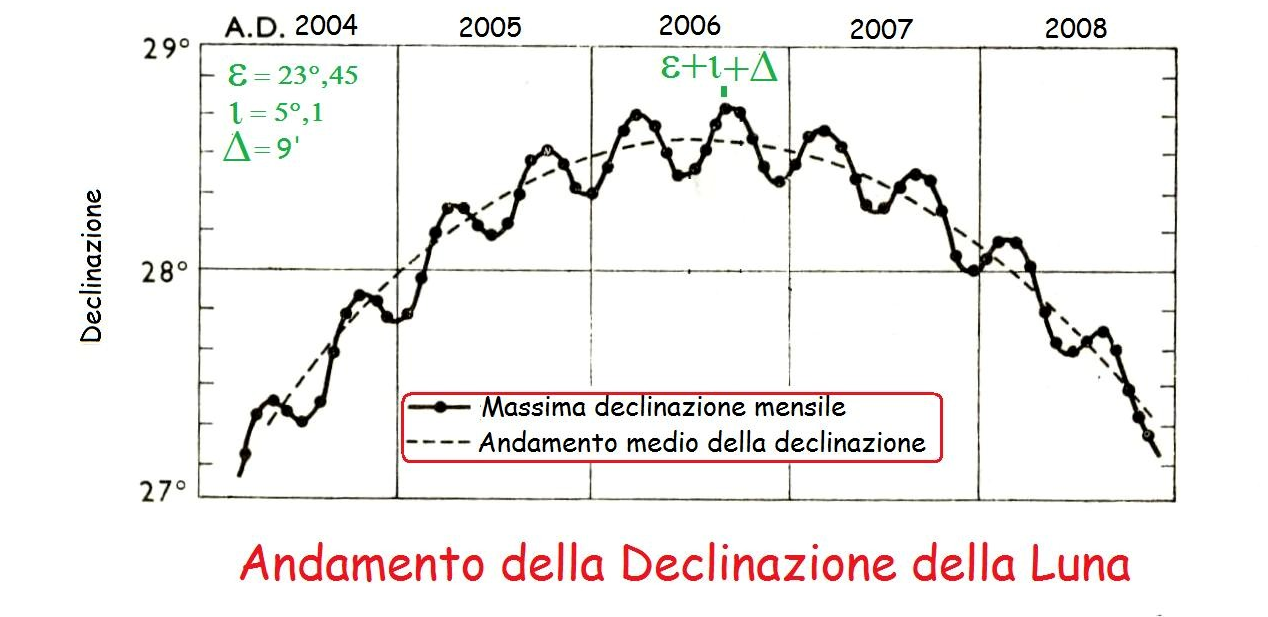 A.D. 2004 2005 2006 2007 2008
29°
ε+ι+Δ
ε = 23°,45
ι = 5°,1
Δ = 9'
Declinazione
28°
Massima declinazione mensile
Andamento medio della declinazione
27°
Andamento della Declinazione della Luna